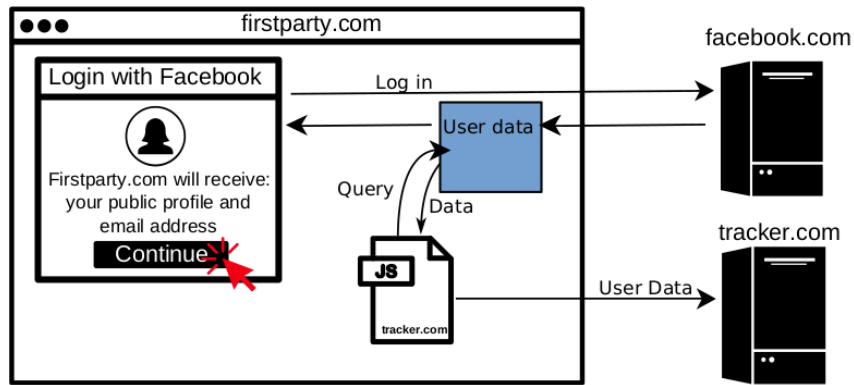 firstparty.com
facebook.com
Login with Facebook
Log in
User data
Firstparty.com will receive:
your public profile and
email address
Continue
Query
Data
JS
tracker.com
tracker.com
User Data